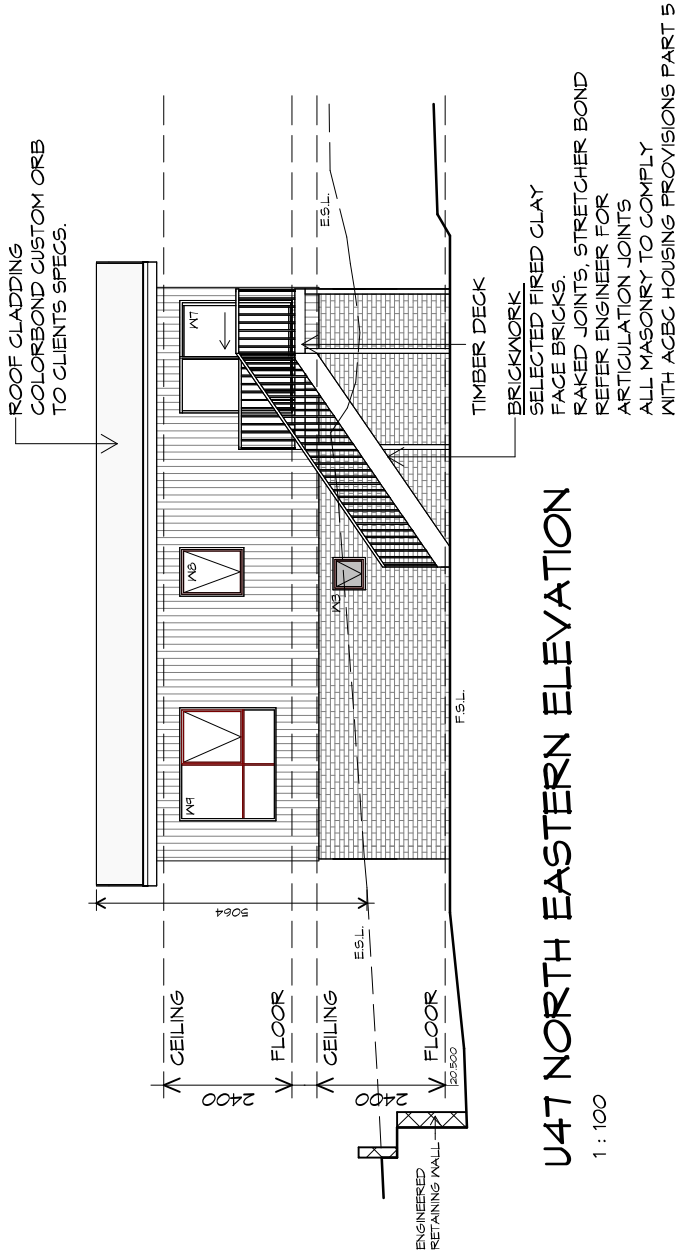 ROOF CLADDING
COLORBOND CUSTOM ORB
TO CLIENTS SPECS.
W9
W8
W7
W3
5064
E.S.L.
E.S.L.
CEILING
FLOOR
CEILING
FLOOR
2400
2400
20.500
F.S.L.
ENGINEERED
RETAINING WALL
TIMBER DECK
BRICKWORK
SELECTED FIRED CLAY
FACE BRICKS.
RAKED JOINTS, STRETCHER BOND
REFER ENGINEER FOR
ARTICULATION JOINTS
ALL MASONRY TO COMPLY
WITH ACBC HOUSING PROVISIONS PART 5
U47 NORTH EASTERN ELEVATION
1 : 100